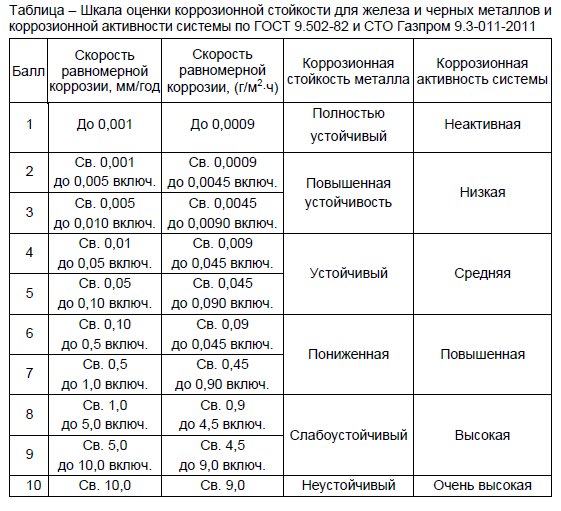 Таблица – Шкала оценки коррозионной стойкости для железа и черных металлов и
коррозионной активности системы по ГОСТ 9.502-82 и СТО Газпром 9.3-011-2011
Балл
Скорость
равномерной
коррозии, мм/год
Скорость
равномерной
коррозии, (г/м²·ч)
Коррозионная
стойкость металла
Коррозионная
активность системы
1
До 0,001
До 0,0009
Полностью
устойчивый
Неактивная
2
Св. 0,001
до 0,005 включ.
Св. 0,0009
до 0,0045 включ.
Повышенная
устойчивость
Низкая
3
Св. 0,005
до 0,010 включ.
Св. 0,0045
до 0,0090 включ.
4
Св. 0,01
до 0,05 включ.
Св. 0,009
до 0,045 включ.
Устойчивый
Средняя
5
Св. 0,05
до 0,10 включ.
Св. 0,045
до 0,090 включ.
6
Св. 0,10
до 0,5 включ.
Св. 0,09
до 0,045 включ.
Пониженная
Повышенная
7
Св. 0,5
до 1,0 включ.
Св. 0,45
до 0,90 включ.
8
Св. 1,0
до 5,0 включ.
Св. 0,9
до 4,5 включ.
Слабоустойчивый
Высокая
9
Св. 5,0
до 10,0 включ.
Св. 4,5
до 9,0 включ.
10
Св. 10,0
Св. 9,0
Неустойчивый
Очень высокая